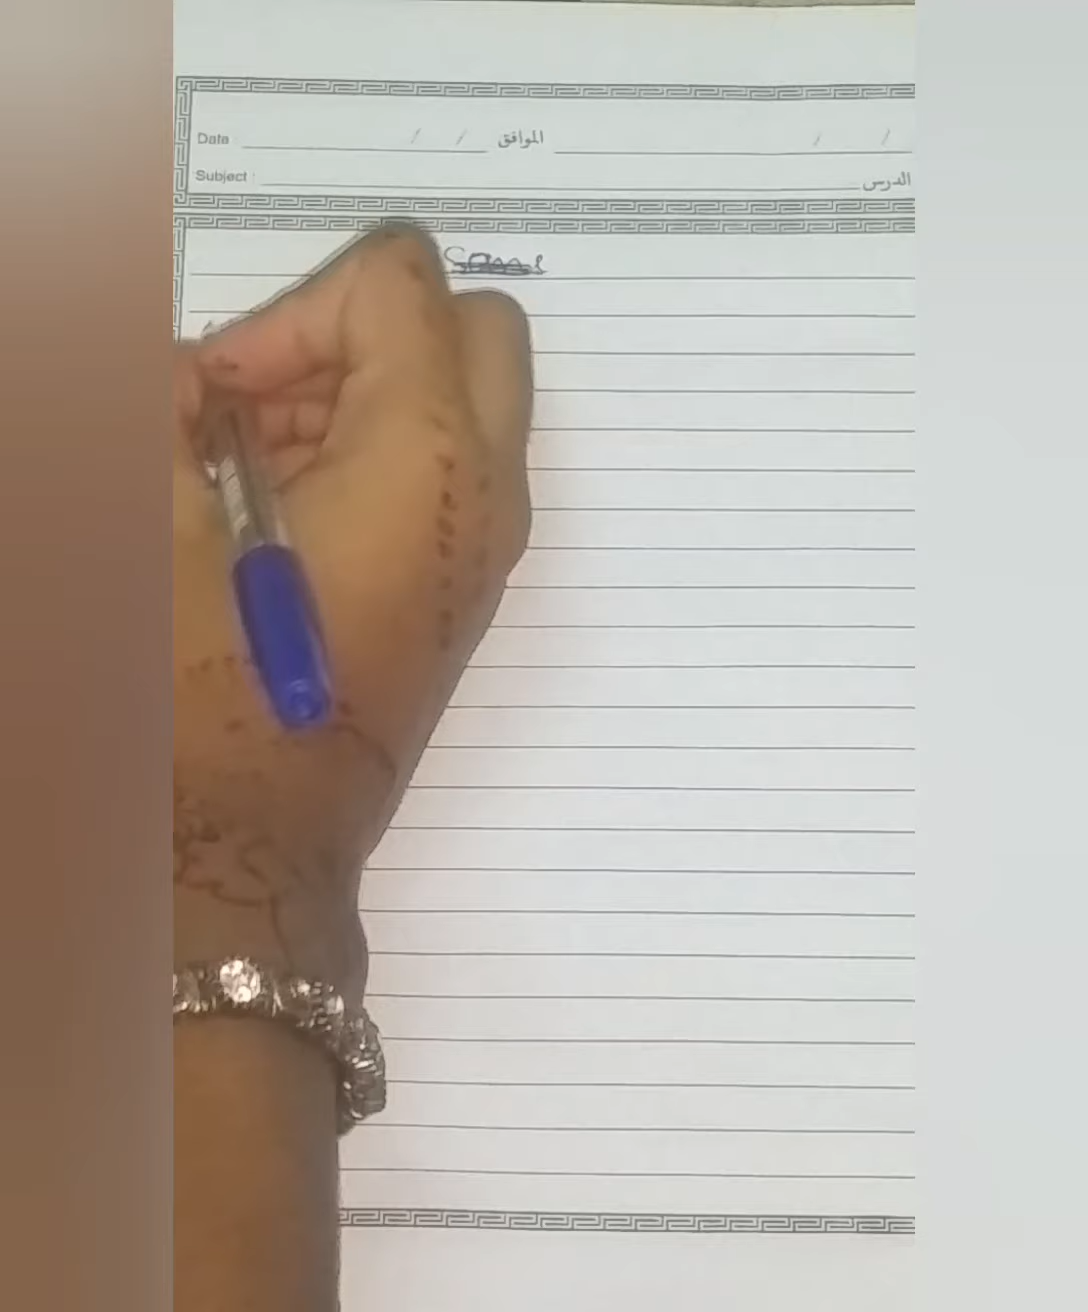 Date : / / الموافق / /
Subject : الدرس